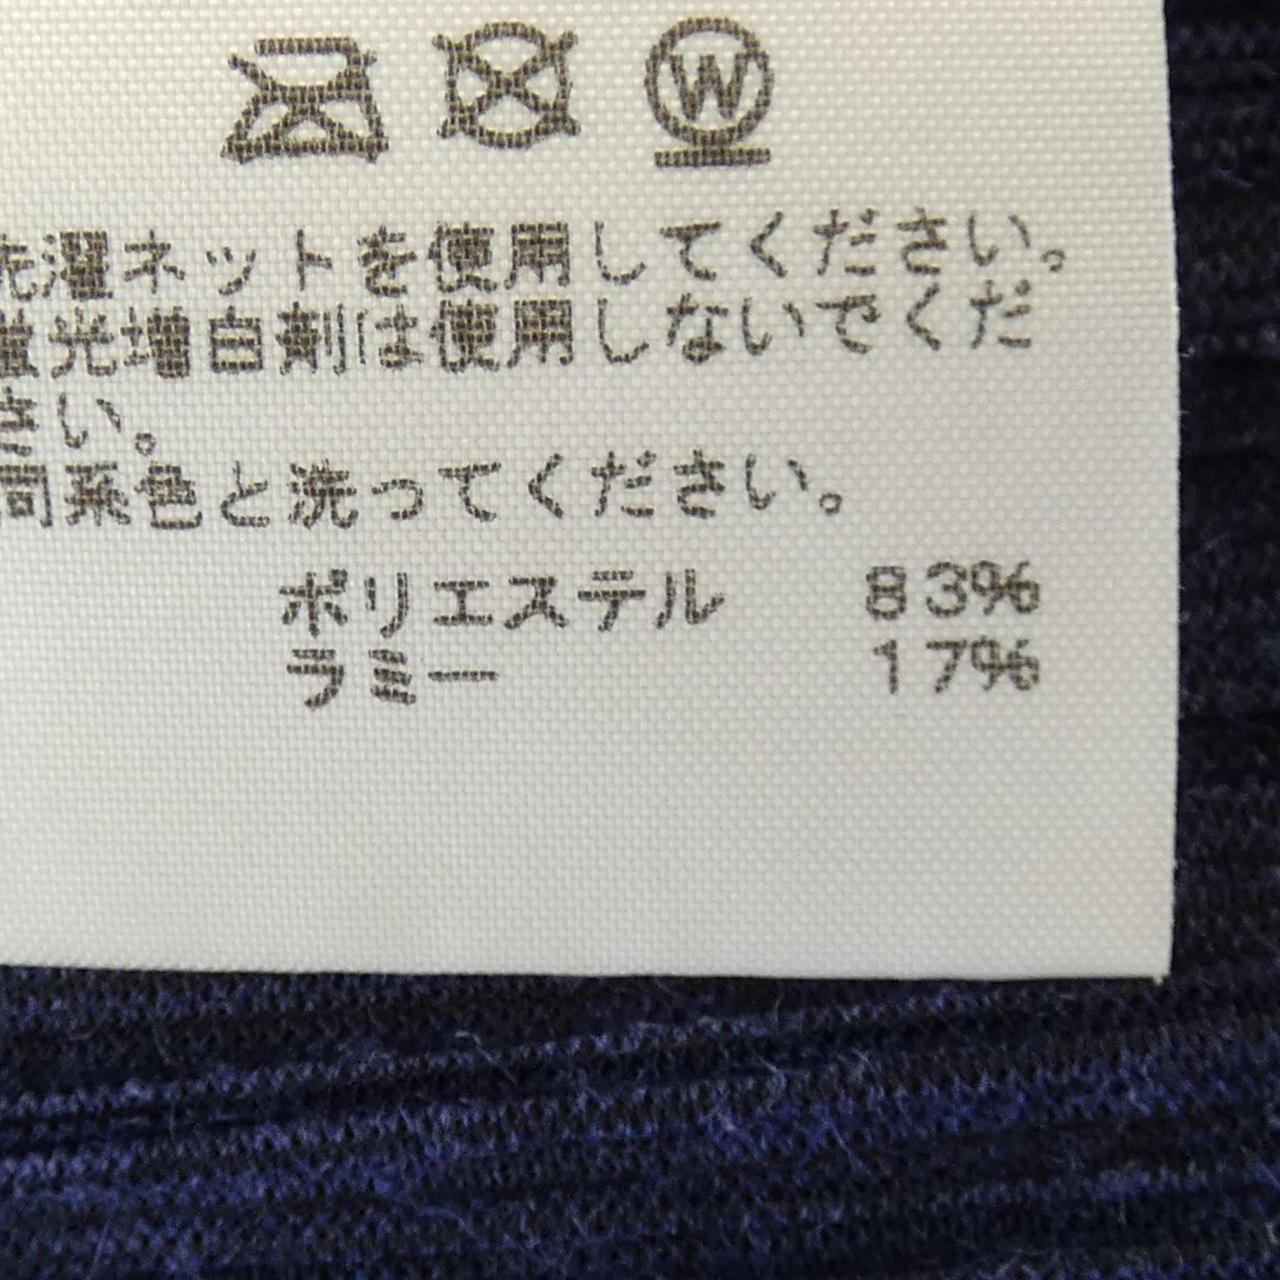 W
洗濯ネットを使用してください。
蛍光増白剤は使用しないでくだ
さい。
同系色と洗ってください。
ポリエステル 83%
ラミー 17%